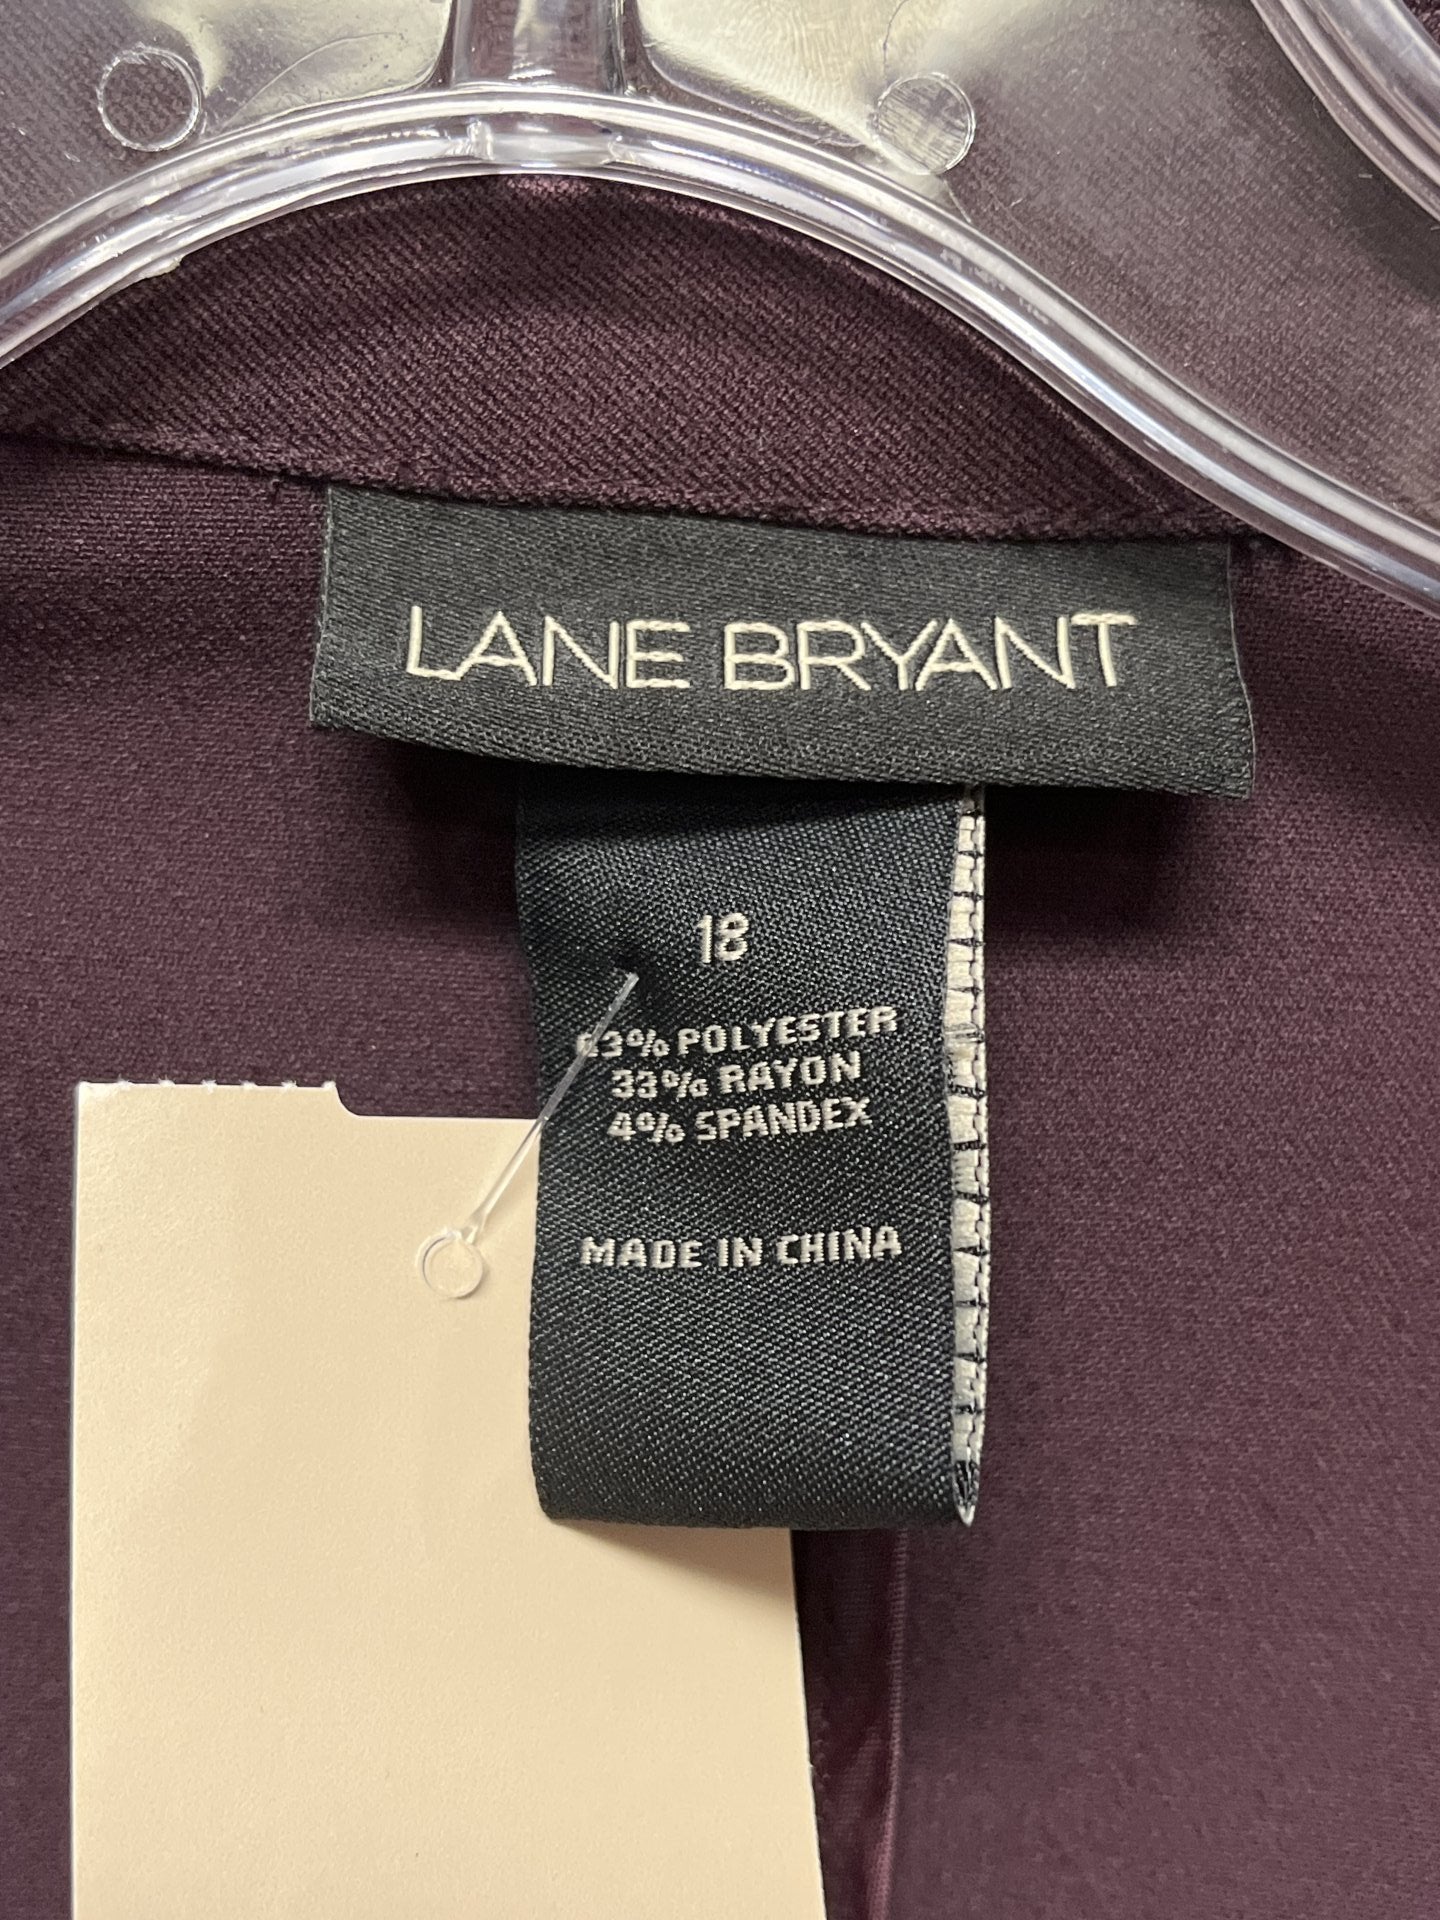 LANE BRYANT
18
63% POLYESTER
33% RAYON
4% SPANDEX
MADE IN CHINA